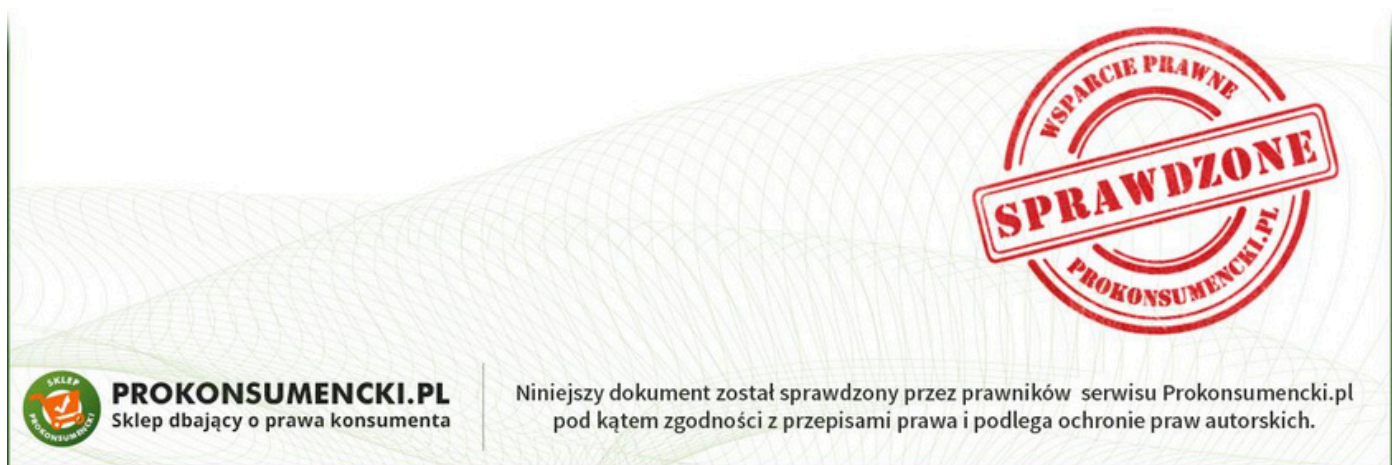 WSPARCIE PRAWNE
SPRAWDZONE
PROKONSUMENCKI.PL
SKLEP
PROKONSUMENCKI
PROKONSUMENCKI.PL
Sklep dbający o prawa konsumenta
Niniejszy dokument został sprawdzony przez prawników serwisu Prokonsumencki.pl
pod kątem zgodności z przepisami prawa i podlega ochronie praw autorskich.